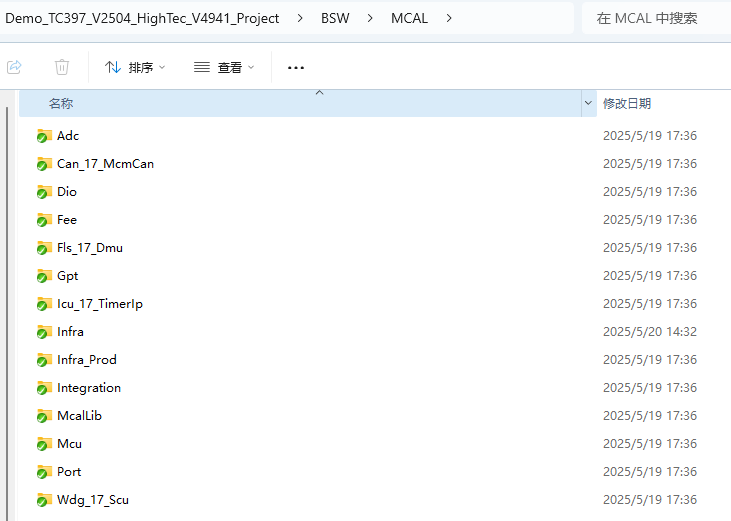 Demo_TC397_V2504_HighTec_V4941_Project > BSW > MCAL > 在 MCAL 中搜索
排序 查看 ···
名称 修改日期
Adc 2025/5/19 17:36
Can_17_McmCan 2025/5/19 17:36
Dio 2025/5/19 17:36
Fee 2025/5/19 17:36
Fls_17_Dmu 2025/5/19 17:36
Gpt 2025/5/19 17:36
Icu_17_TimerIp 2025/5/19 17:36
Infra 2025/5/20 14:32
Infra_Prod 2025/5/19 17:36
Integration 2025/5/19 17:36
McalLib 2025/5/19 17:36
Mcu 2025/5/19 17:36
Port 2025/5/19 17:36
Wdg_17_Scu 2025/5/19 17:36